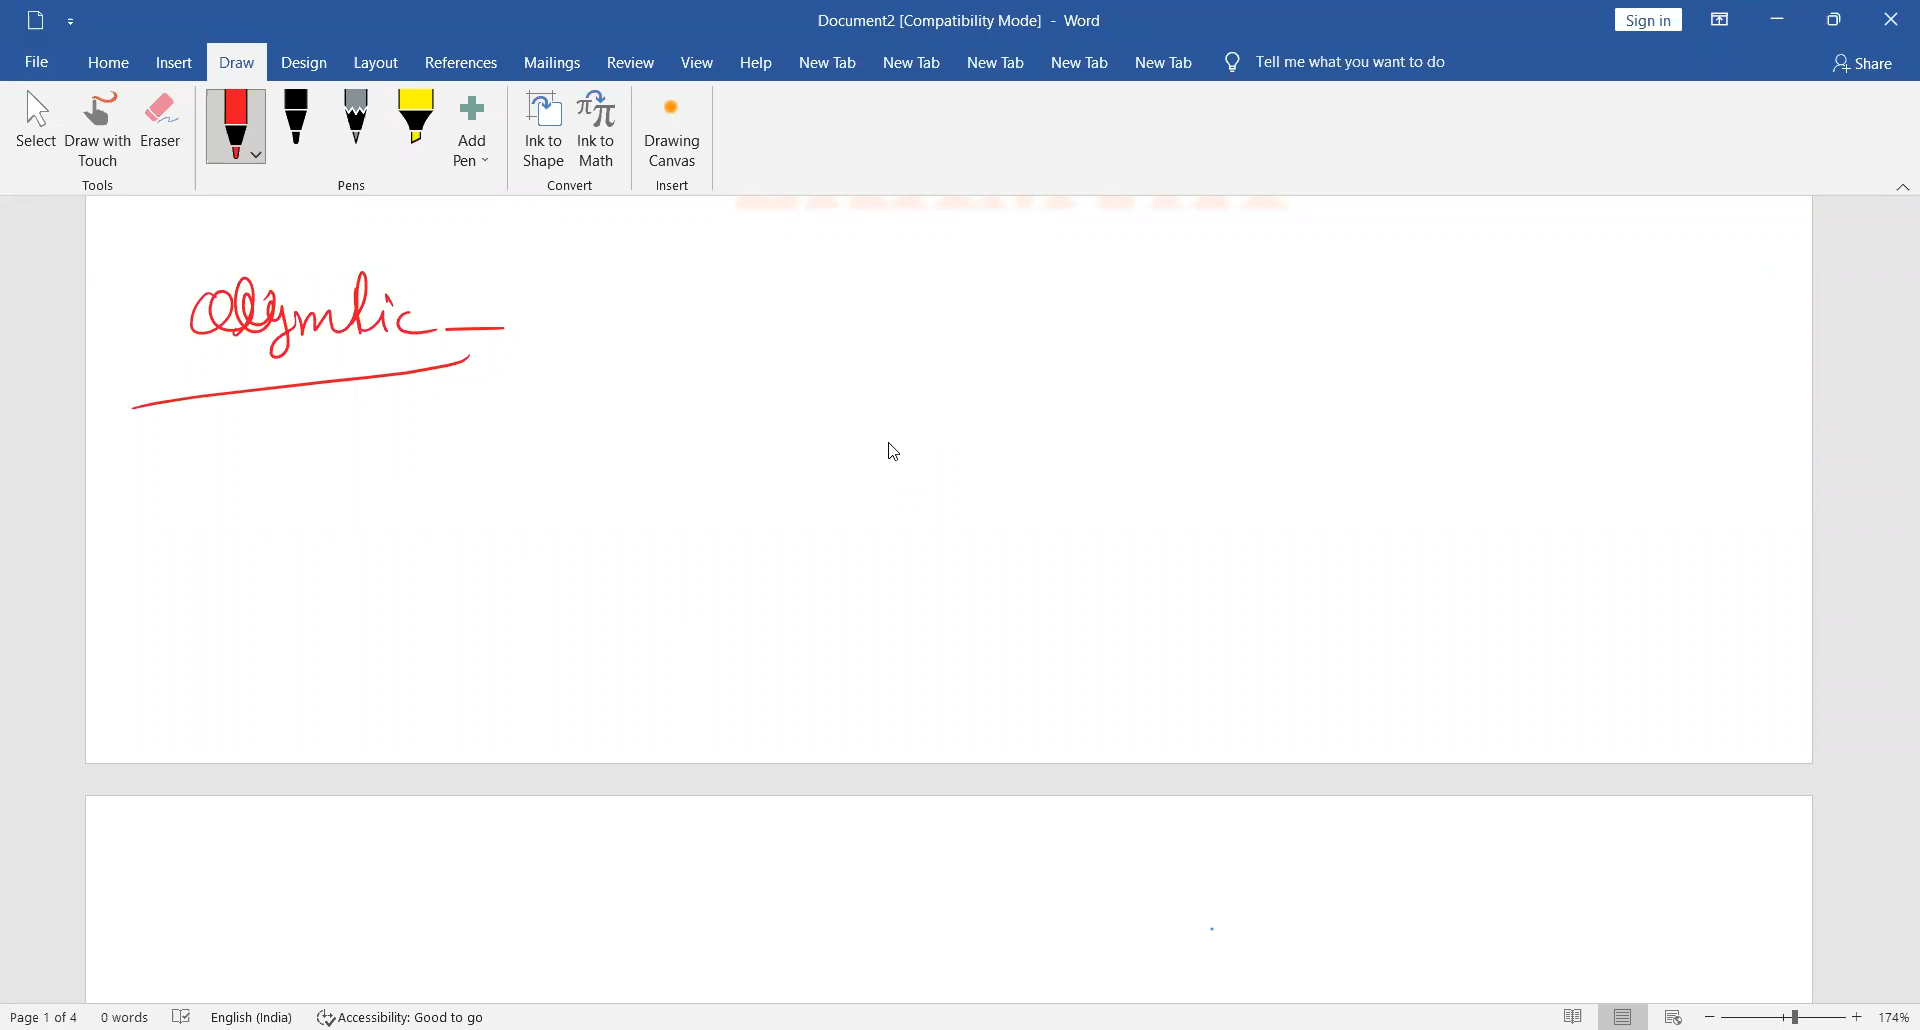 Document2 [Compatibility Mode] - Word
Sign in
File Home Insert Draw Design Layout References Mailings Review View Help New Tab New Tab New Tab New Tab New Tab Tell me what you want to do Share
Select Draw with Touch Eraser Add Pen Ink to Shape Ink to Math Drawing Canvas
Tools Pens Convert Insert
Olympic —
Page 1 of 4 0 words English (India) Accessibility: Good to go 174%